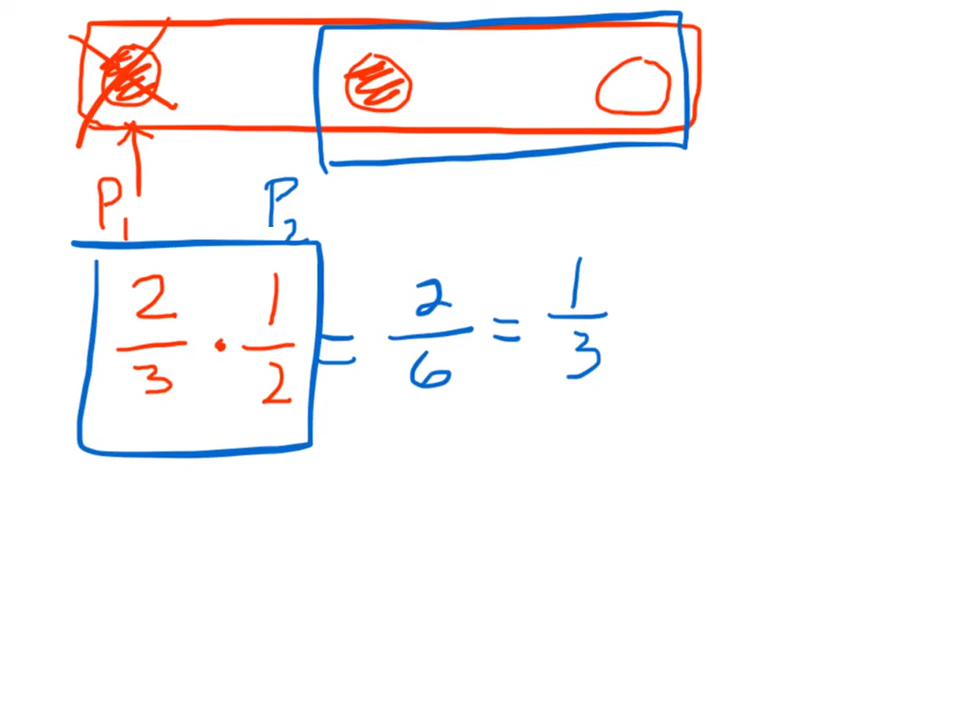 P₁ P₂
2/3 · 1/2 = 2/6 = 1/3